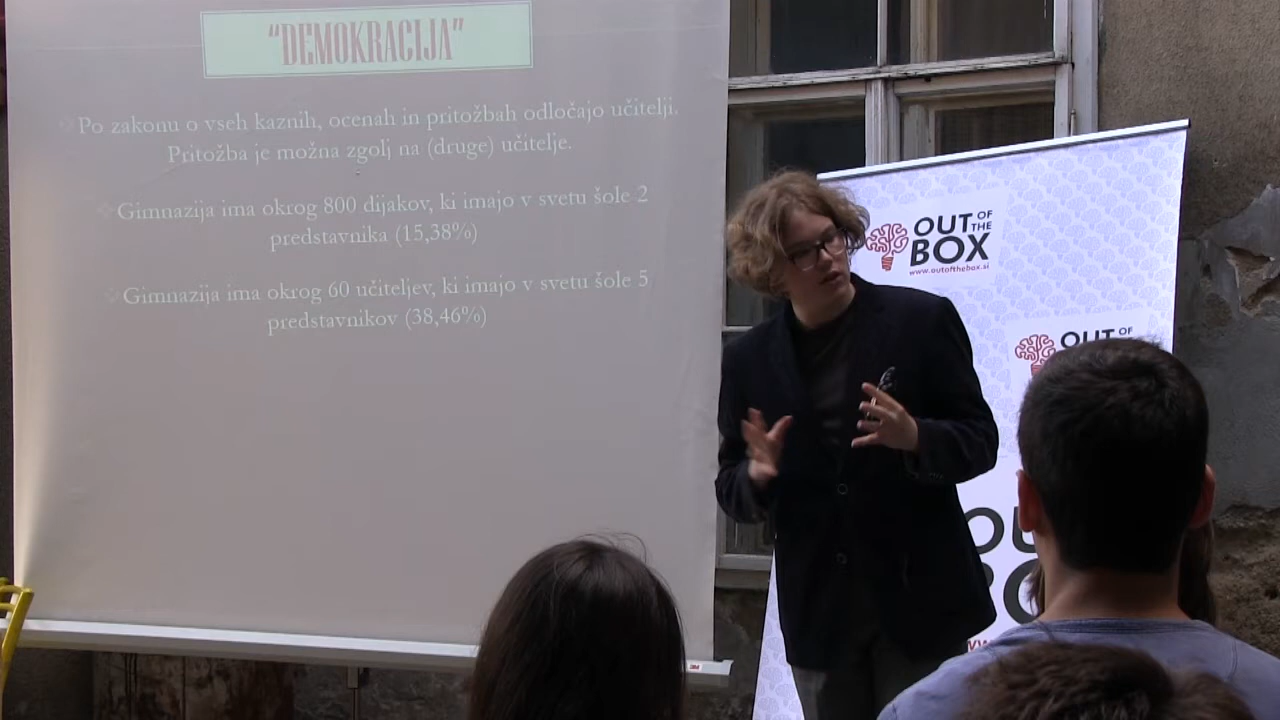 "DEMOKRACIJA"
Po zakonu o vseh kaznih, ocenah in pritožbah odločajo učitelji.
Pritožba je možna zgolj na (druge) učitelje.
Gimnazija ima okrog 800 dijakov, ki imajo v svetu šole 2
predstavnika (15,38%)
Gimnazija ima okrog 60 učiteljev, ki imajo v svetu šole 5
predstavnikov (38,46%)
OUT OF THE
BOX
www.outofthebox.si
OUT OF
3M